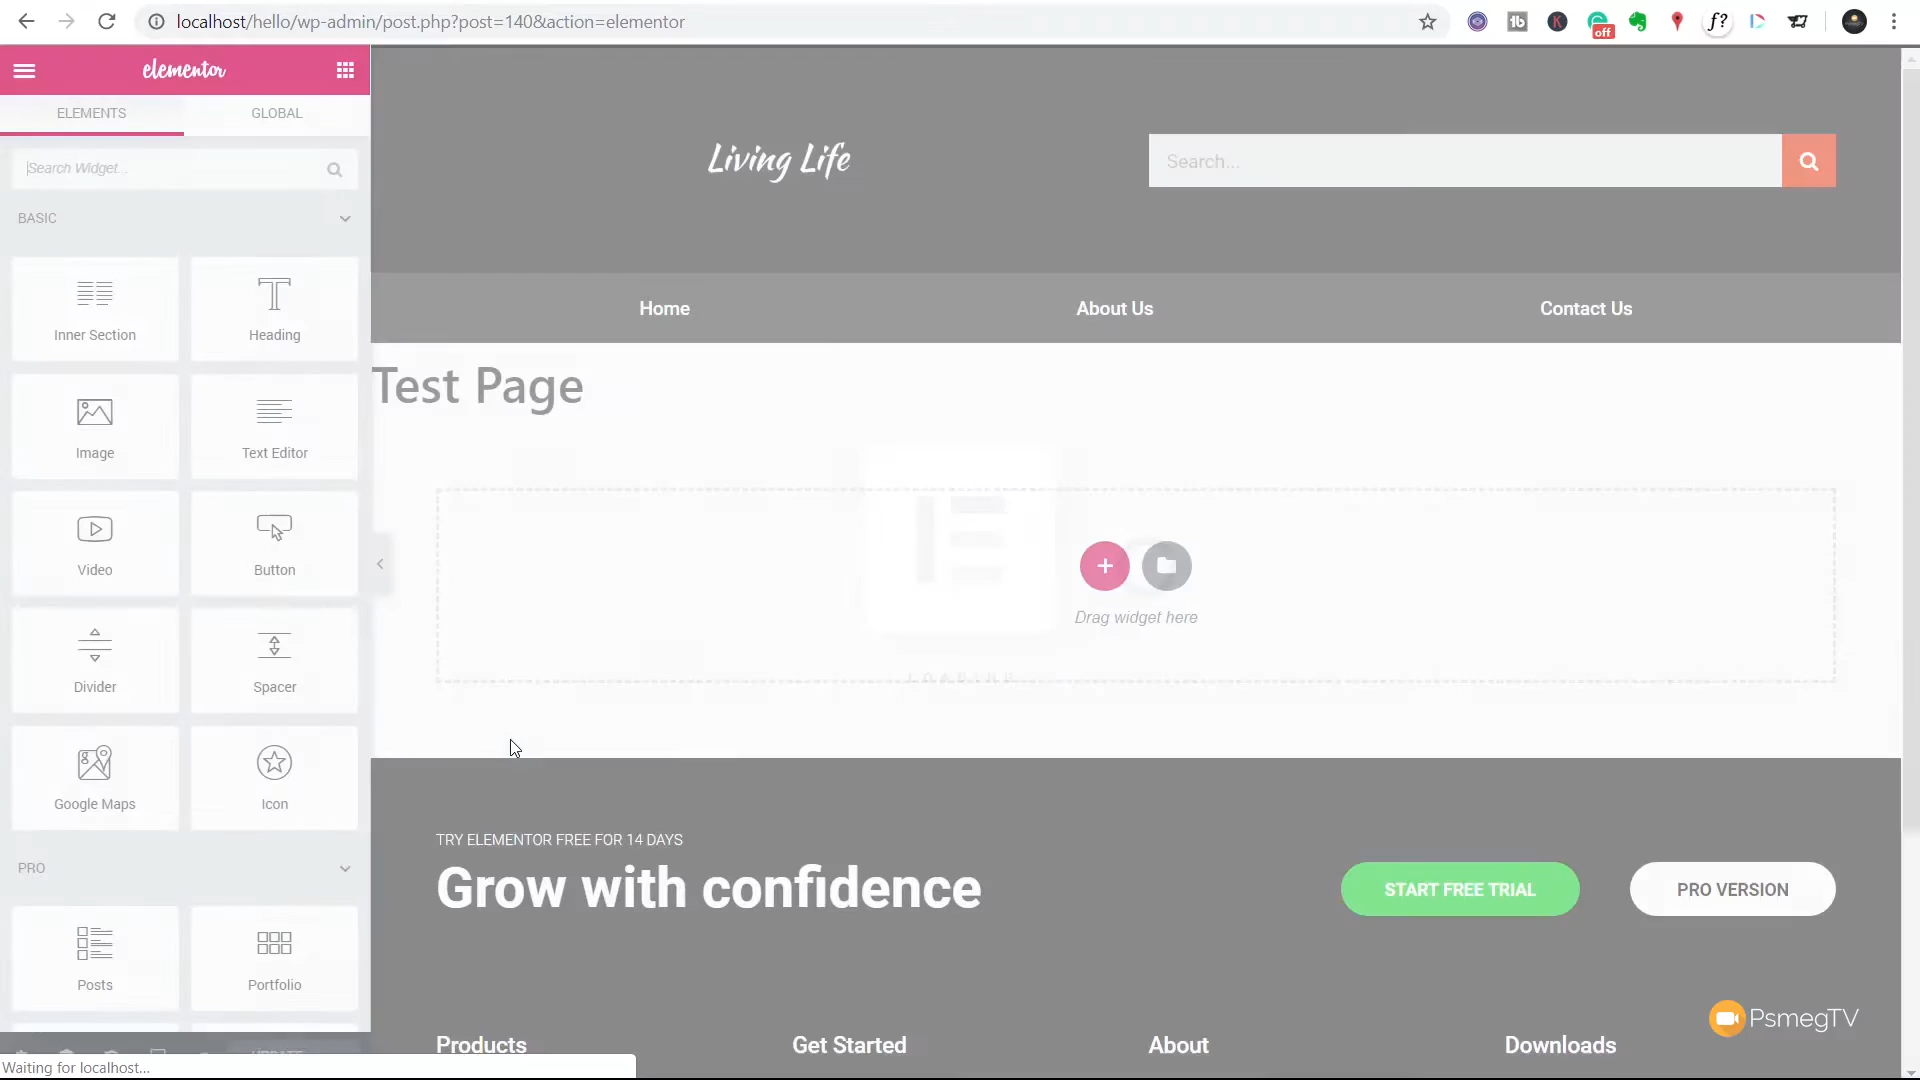 localhost/hello/wp-admin/post.php?post=140&action=elementor
off
elementor
ELEMENTS
GLOBAL
Search Widget...
BASIC
Inner Section
Heading
Image
Text Editor
Video
Button
Divider
Spacer
Google Maps
Icon
PRO
Posts
Portfolio
UPDATE
Waiting for localhost...
Living Life
Search...
Home
About Us
Contact Us
Test Page
Drag widget here
LOADING
TRY ELEMENTOR FREE FOR 14 DAYS
Grow with confidence
START FREE TRIAL
PRO VERSION
PsmegTV
Products
Get Started
About
Downloads